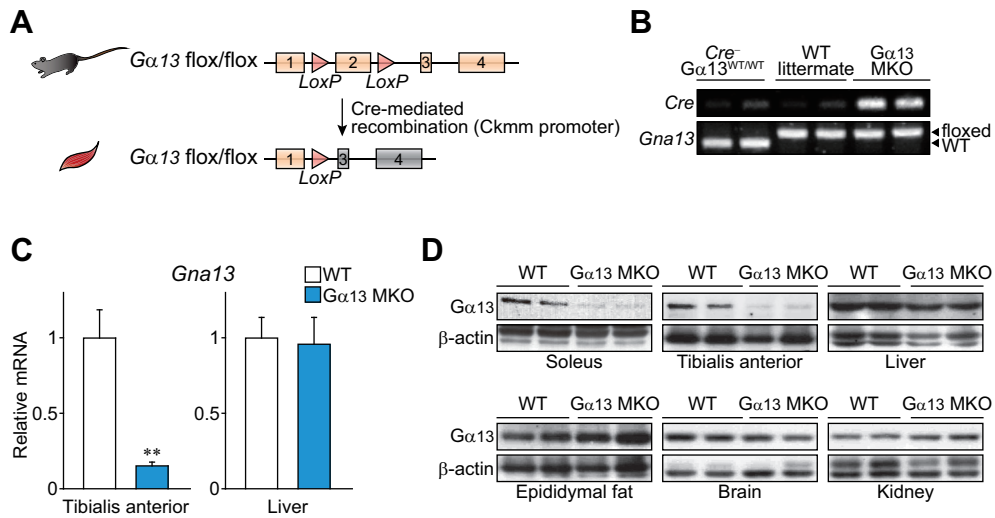 A
Gα13 flox/flox
1 2 3 4
LoxP LoxP
Cre-mediated
recombination (Ckmm promoter)
Gα13 flox/flox
1 3 4
LoxP
B
Cre⁻
Gα13ᵂᵀ/ᵂᵀ
WT
littermate
Gα13
MKO
Cre
Gna13
floxed
WT
C
Gna13
WT
Gα13 MKO
Relative mRNA
1
0.5
0
**
Tibialis anterior
1
0.5
0
Liver
D
WT Gα13 MKO WT Gα13 MKO WT Gα13 MKO
Gα13
β-actin
Soleus Tibialis anterior Liver
WT Gα13 MKO WT Gα13 MKO WT Gα13 MKO
Gα13
β-actin
Epididymal fat Brain Kidney